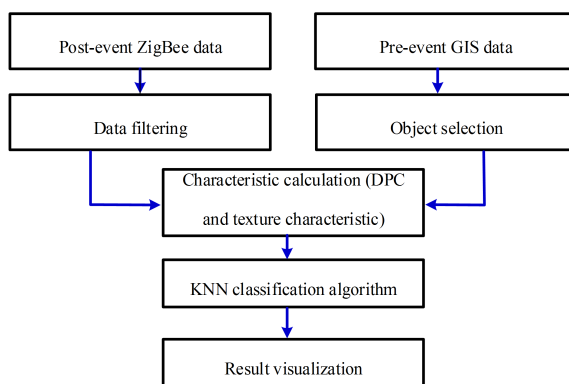 Post-event ZigBee data
Pre-event GIS data
Data filtering
Object selection
Characteristic calculation (DPC
and texture characteristic)
KNN classification algorithm
Result visualization